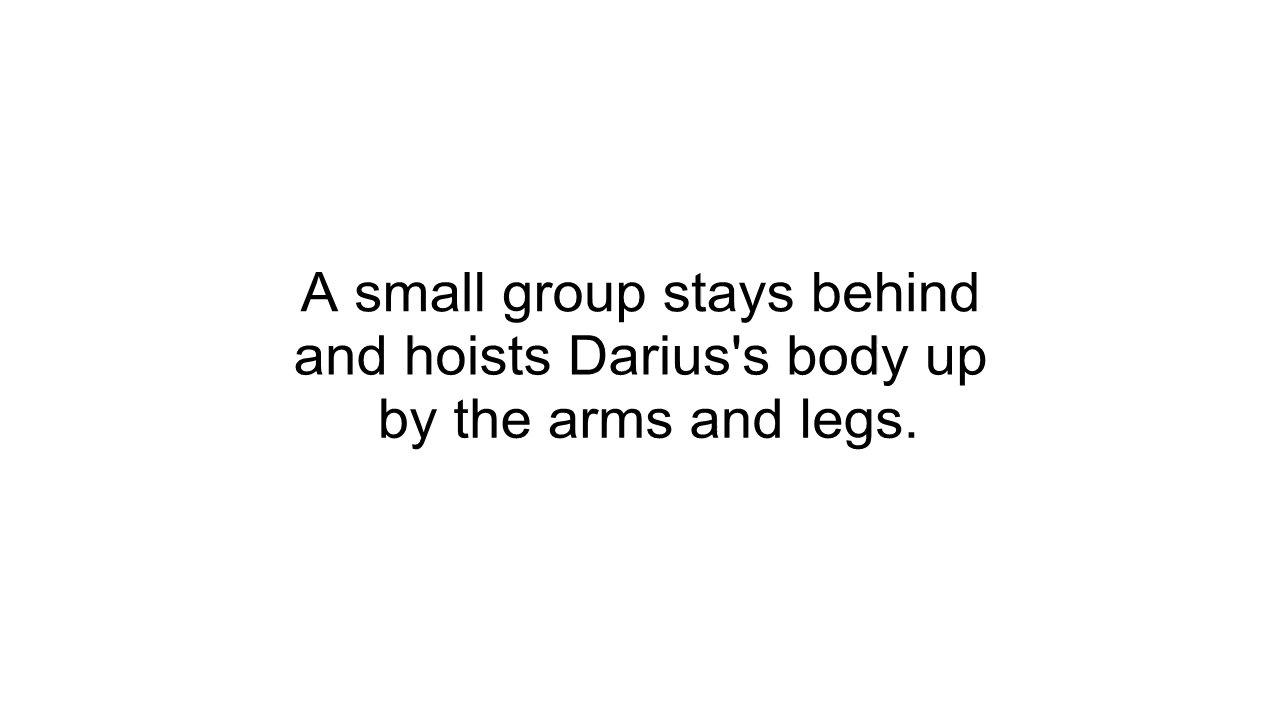 A small group stays behind
and hoists Darius's body up
by the arms and legs.